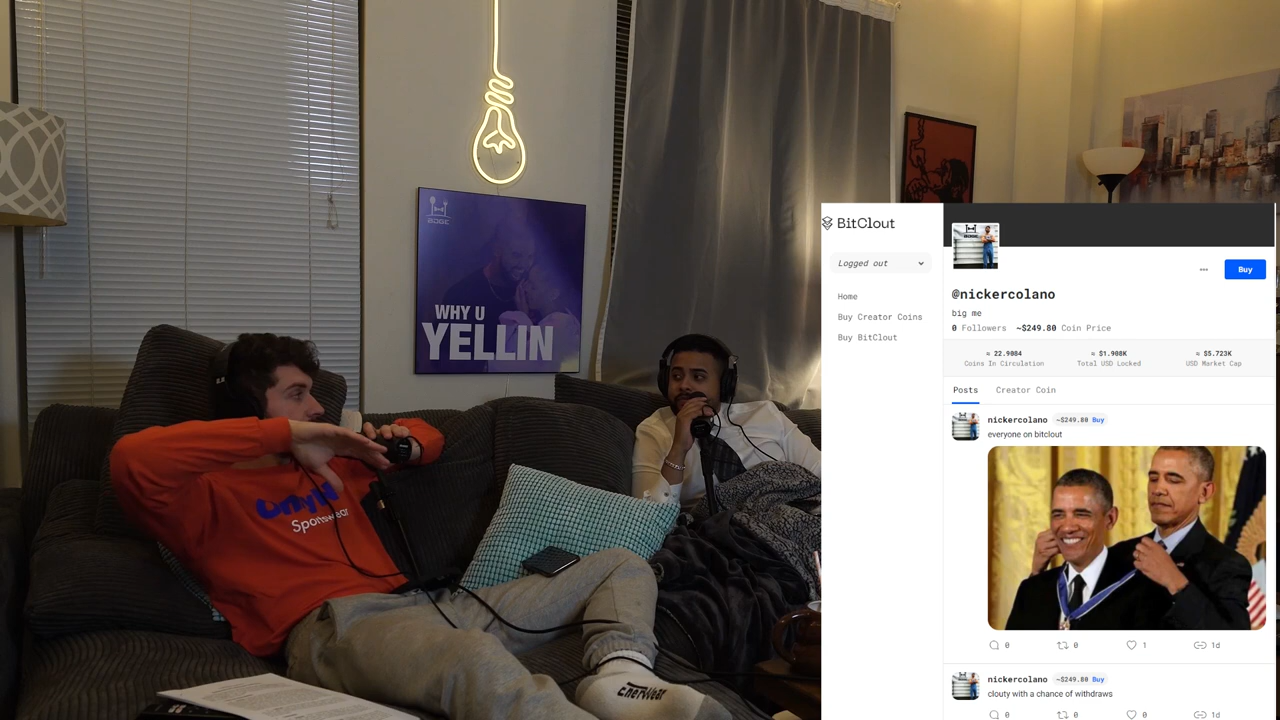 BDGE
WHY U
YELLIN
Sportswear
BitClout
Logged out
Home
Buy Creator Coins
Buy BitClout
Buy
@nickercolano
big me
0 Followers ~$249.80 Coin Price
≈ 22.9084
Coins In Circulation
≈ $1.908K
Total USD Locked
≈ $5.723K
USD Market Cap
Posts Creator Coin
nickercolano ~$249.80 Buy
everyone on bitclout
0 0 1 1d
nickercolano ~$249.80 Buy
clouty with a chance of withdraws
0 0 0 1d